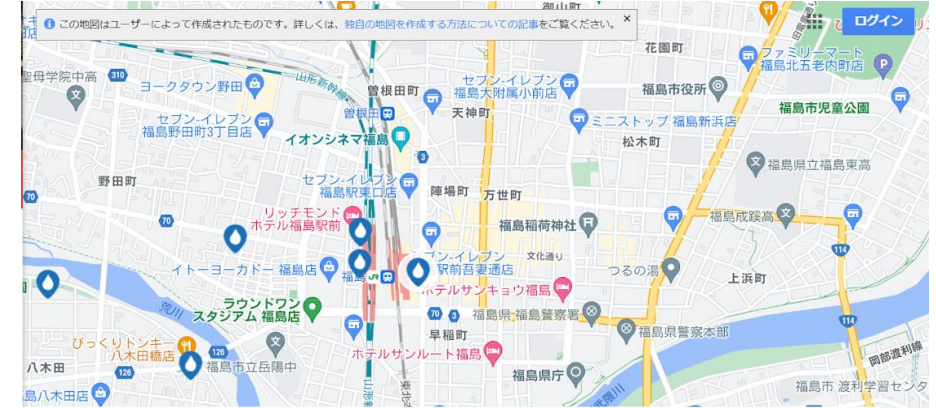 この地図はユーザーによって作成されたものです。詳しくは、独自の地図を作成する方法についての記事をご覧ください。
×
ログイン
御山町
花園町
ファミリーマート
福島北五老内町店
聖母学院中高
310
ヨークタウン野田
山形新幹線
曽根田町
セブン-イレブン
福島大附属小前店
福島市役所
P
福島市児童公園
セブン-イレブン
福島野田町3丁目店
曽根田
天神町
ミニストップ 福島新浜店
イオンシネマ福島
松木町
3
文
福島県立福島東高
野田町
セブン-イレブン
福島駅東口店
陣場町
万世町
70
リッチモンド
ホテル福島駅前
70
福島稲荷神社
福島成蹊高
文
114
文化通り
イトーヨーカドー 福島店
駅前吾妻通店
つるの湯
上浜町
ホテルサンキョウ福島
荒川
ラウンドワン
スタジアム 福島店
70
3
福島県 福島警察署
114
福島県警察本部
早稲町
びっくりドンキー
八木田橋店
126
文
ホテルサンルート福島
岡部渡利線
八木田
126
福島市立岳陽中
福島県庁
福島市 渡利学習センタ
島八木田店
山形
東北
阿武隈川